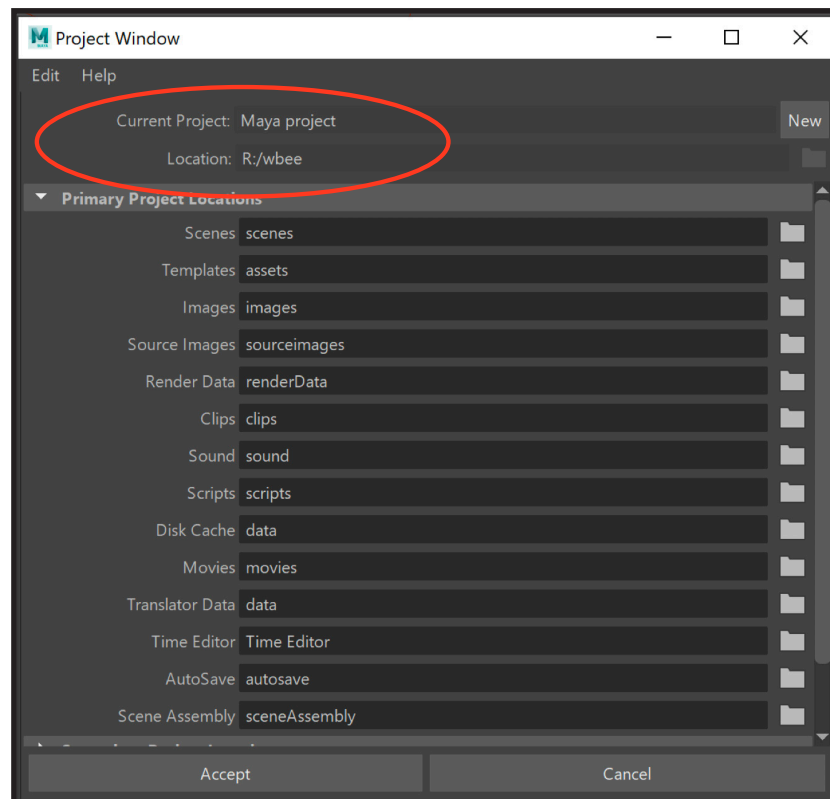 Project Window
Edit Help
Current Project: Maya project New
Location: R:/wbee
Primary Project Locations
Scenes scenes
Templates assets
Images images
Source Images sourceimages
Render Data renderData
Clips clips
Sound sound
Scripts scripts
Disk Cache data
Movies movies
Translator Data data
Time Editor Time Editor
AutoSave autosave
Scene Assembly sceneAssembly
Accept Cancel